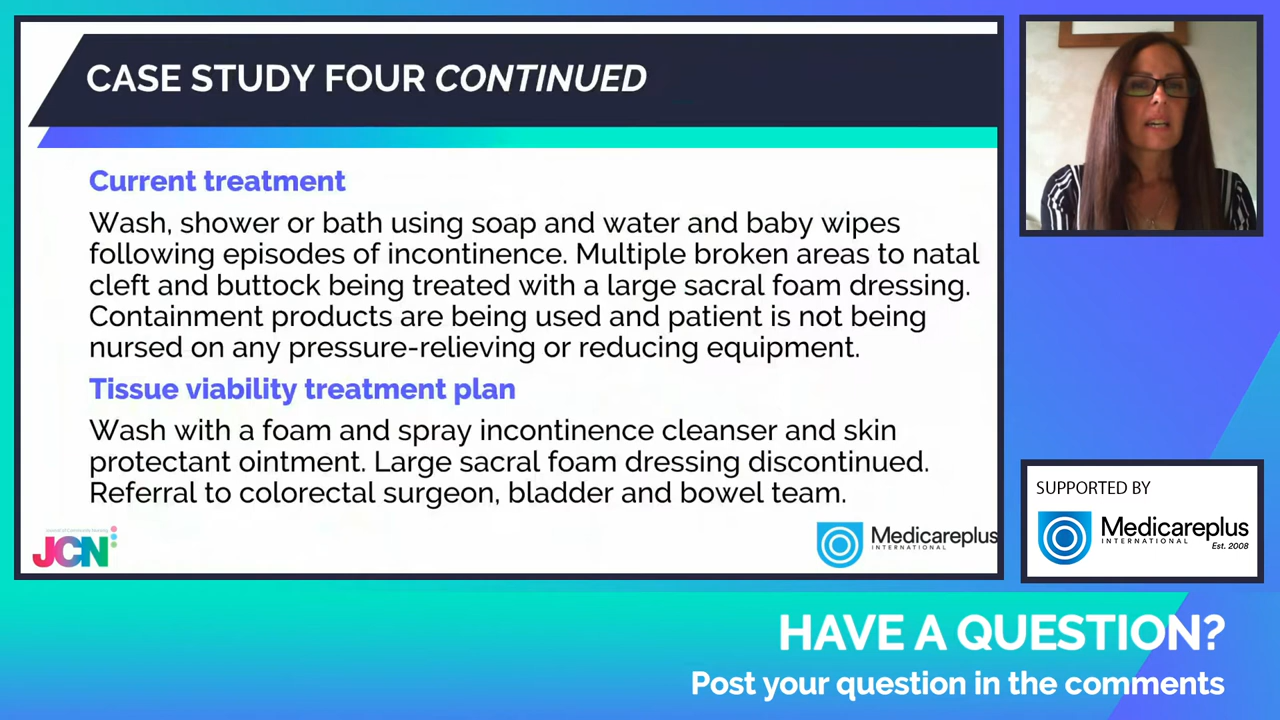 CASE STUDY FOUR CONTINUED
Current treatment
Wash, shower or bath using soap and water and baby wipes
following episodes of incontinence. Multiple broken areas to natal
cleft and buttock being treated with a large sacral foam dressing.
Containment products are being used and patient is not being
nursed on any pressure-relieving or reducing equipment.
Tissue viability treatment plan
Wash with a foam and spray incontinence cleanser and skin
protectant ointment. Large sacral foam dressing discontinued.
Referral to colorectal surgeon, bladder and bowel team.
Journal of Community Nursing
JCN
Medicareplus
INTERNATIONAL
SUPPORTED BY
Medicareplus
INTERNATIONAL
Est. 2008
HAVE A QUESTION?
Post your question in the comments